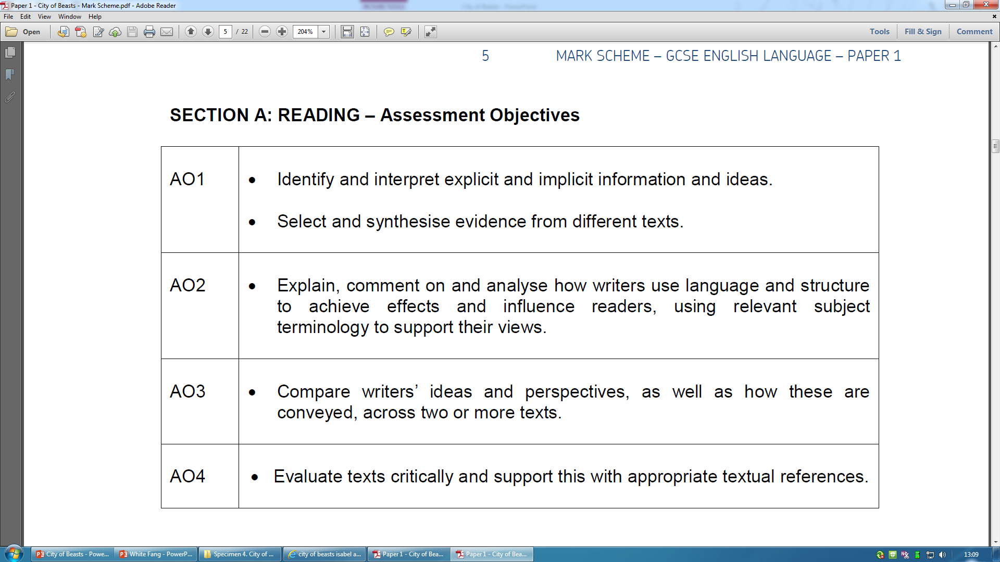 Paper 1 - City of Beasts - Mark Scheme.pdf - Adobe Reader
File Edit View Window Help
Open 5 / 22 204% Tools Fill & Sign Comment
5 MARK SCHEME – GCSE ENGLISH LANGUAGE – PAPER 1
SECTION A: READING – Assessment Objectives
AO1 • Identify and interpret explicit and implicit information and ideas.
• Select and synthesise evidence from different texts.
AO2 • Explain, comment on and analyse how writers use language and structure
to achieve effects and influence readers, using relevant subject
terminology to support their views.
AO3 • Compare writers’ ideas and perspectives, as well as how these are
conveyed, across two or more texts.
AO4 • Evaluate texts critically and support this with appropriate textual references.
City of Beasts - Powe... White Fang - PowerP... Specimen 4. City of ... city of beasts isabel a... Paper 1 - City of Bea... Paper 1 - City of Bea... 13:09